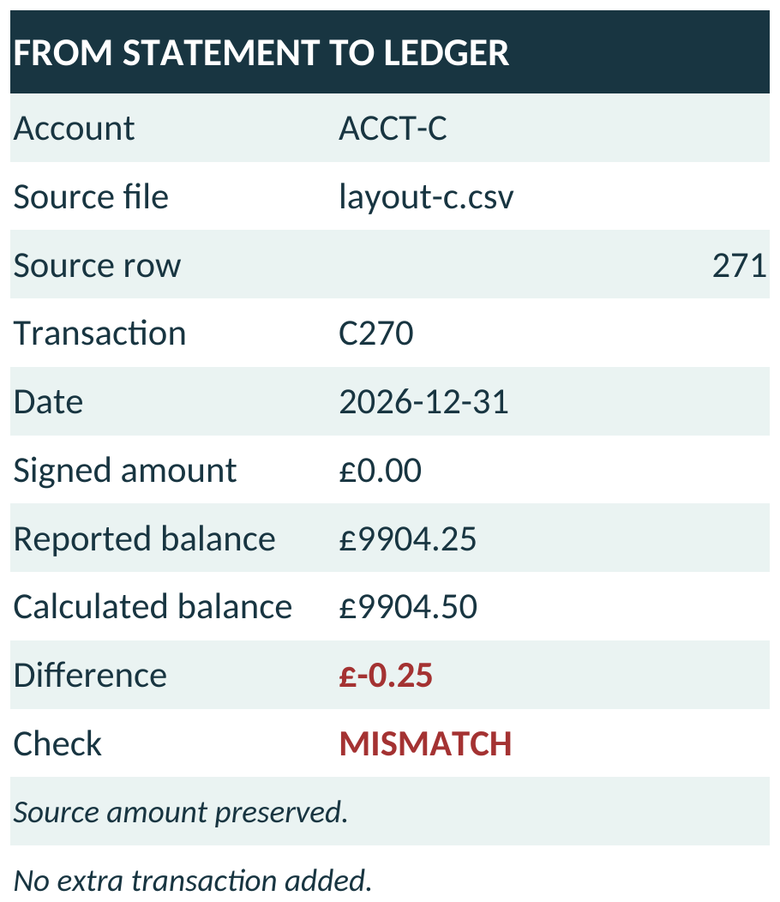 FROM STATEMENT TO LEDGER
Account ACCT-C
Source file layout-c.csv
Source row 271
Transaction C270
Date 2026-12-31
Signed amount £0.00
Reported balance £9904.25
Calculated balance £9904.50
Difference £-0.25
Check MISMATCH
Source amount preserved.
No extra transaction added.